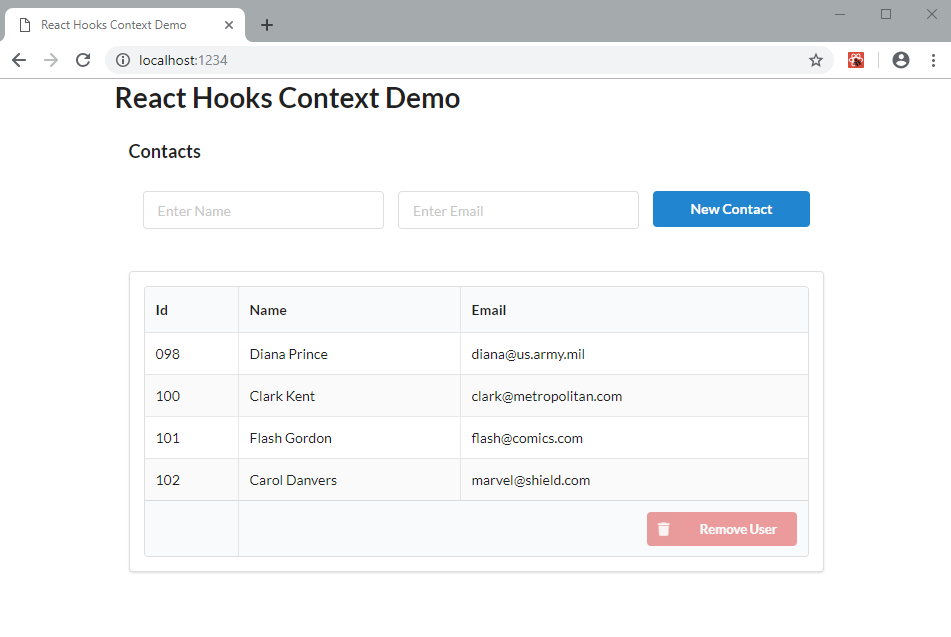 React Hooks Context Demo
localhost:1234
React Hooks Context Demo
Contacts
Enter Name Enter Email New Contact
Id Name Email
098 Diana Prince diana@us.army.mil
100 Clark Kent clark@metropolitan.com
101 Flash Gordon flash@comics.com
102 Carol Danvers marvel@shield.com
Remove User